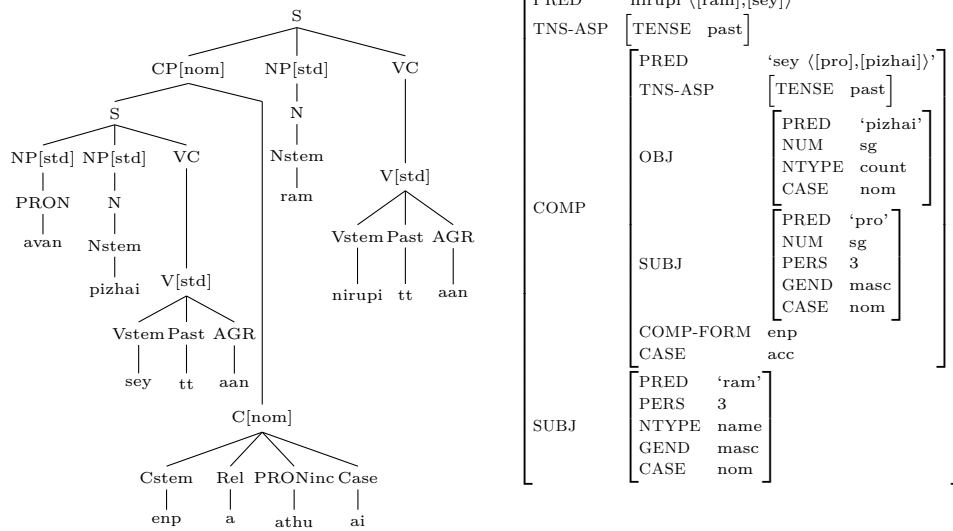 S
CP[nom] NP[std] VC
S N
NP[std] NP[std] VC Nstem V[std]
PRON N ram
avan Nstem Vstem Past AGR
pizhai V[std] nirupi tt aan
Vstem Past AGR
sey tt aan
C[nom]
Cstem Rel PRONinc Case
enp a athu ai
PRED ‘nirupi ⟨[ram],[sey]⟩’
TNS-ASP [TENSE past]
COMP
PRED ‘sey ⟨[pro],[pizhai]⟩’
TNS-ASP [TENSE past]
OBJ
PRED ‘pizhai’
NUM sg
NTYPE count
CASE nom
SUBJ
PRED ‘pro’
NUM sg
PERS 3
GEND masc
CASE nom
COMP-FORM enp
CASE acc
SUBJ
PRED ‘ram’
PERS 3
NTYPE name
GEND masc
CASE nom